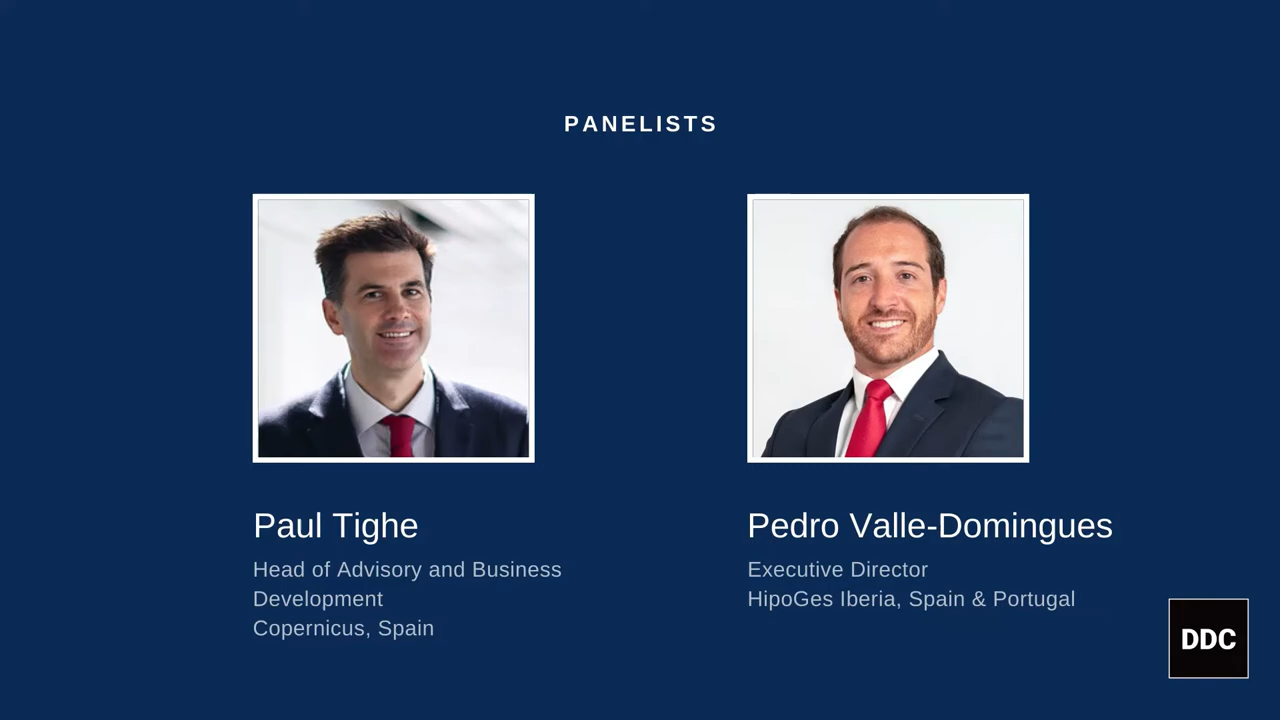 PANELISTS
Paul Tighe
Head of Advisory and Business
Development
Copernicus, Spain
Pedro Valle-Domingues
Executive Director
HipoGes Iberia, Spain & Portugal
DDC